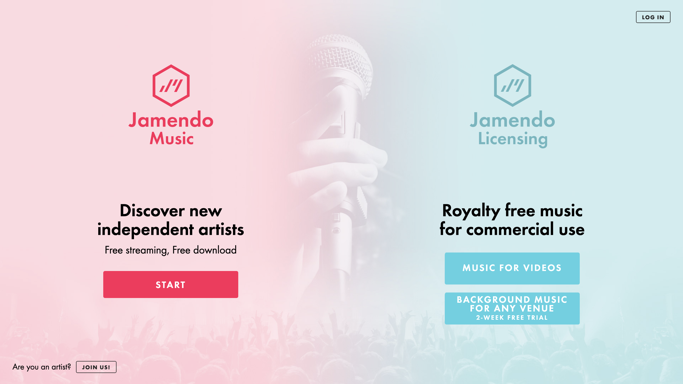 LOG IN
Jamendo
Music
Discover new
independent artists
Free streaming, Free download
START
Jamendo
Licensing
Royalty free music
for commercial use
MUSIC FOR VIDEOS
BACKGROUND MUSIC
FOR ANY VENUE
2-WEEK FREE TRIAL
Are you an artist? JOIN US!